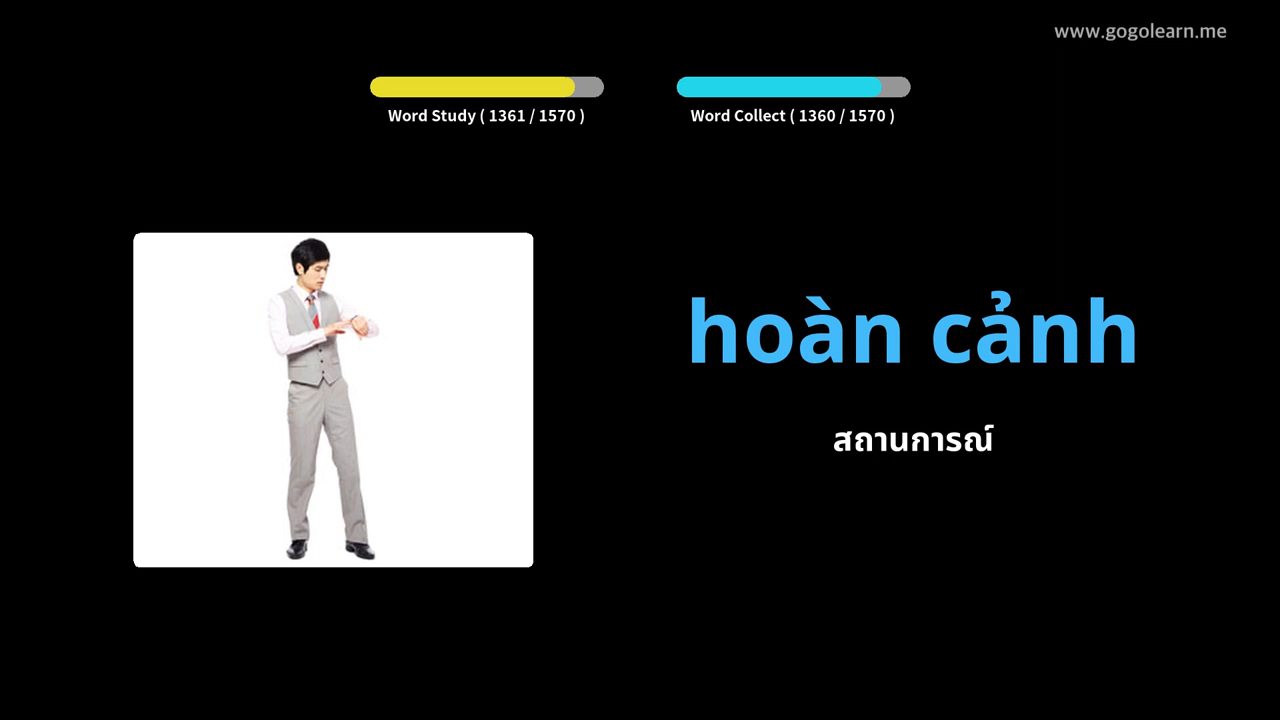 www.gogolearn.me
Word Study ( 1361 / 1570 )
Word Collect ( 1360 / 1570 )
hoàn cảnh
สถานการณ์